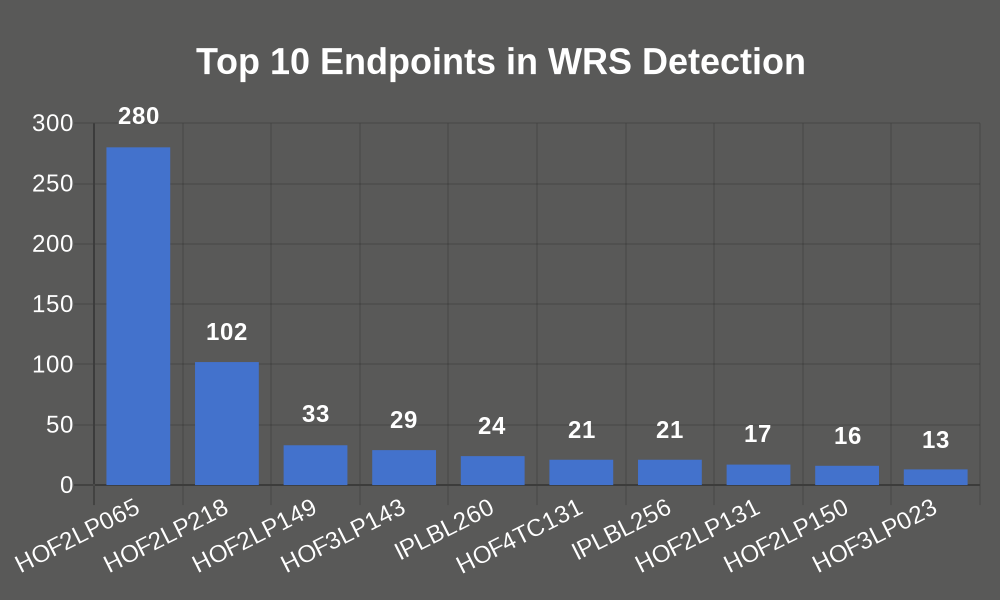 Top 10 Endpoints in WRS Detection
280
300
250
200
150
100
50
0
102
33
29
24
21
21
17
16
13
HOF2LP065
HOF2LP218
HOF2LP149
HOF3LP143
IPLBL260
HOF4TC131
IPLBL256
HOF2LP131
HOF2LP150
HOF3LP023